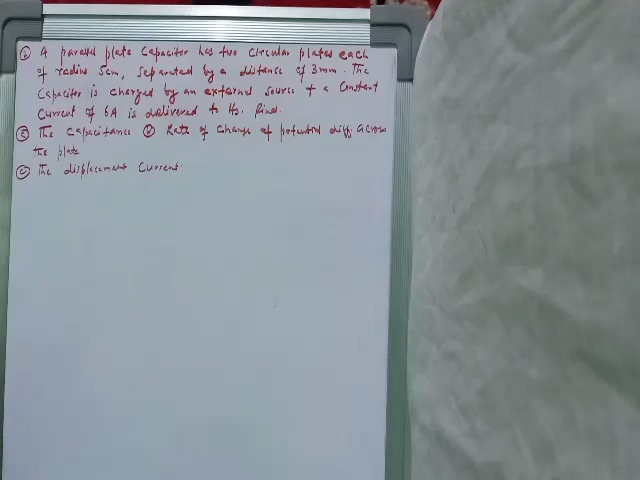 ① A parallel plate capacitor has two circular plates each
of radius 5cm, separated by a distance of 3mm. The
capacitor is charged by an external source & a constant
current of 6A is delivered to it. find.
ⓐ The capacitance ⓑ Rate of change of potential diff. across
the plate
ⓒ The displacement current.